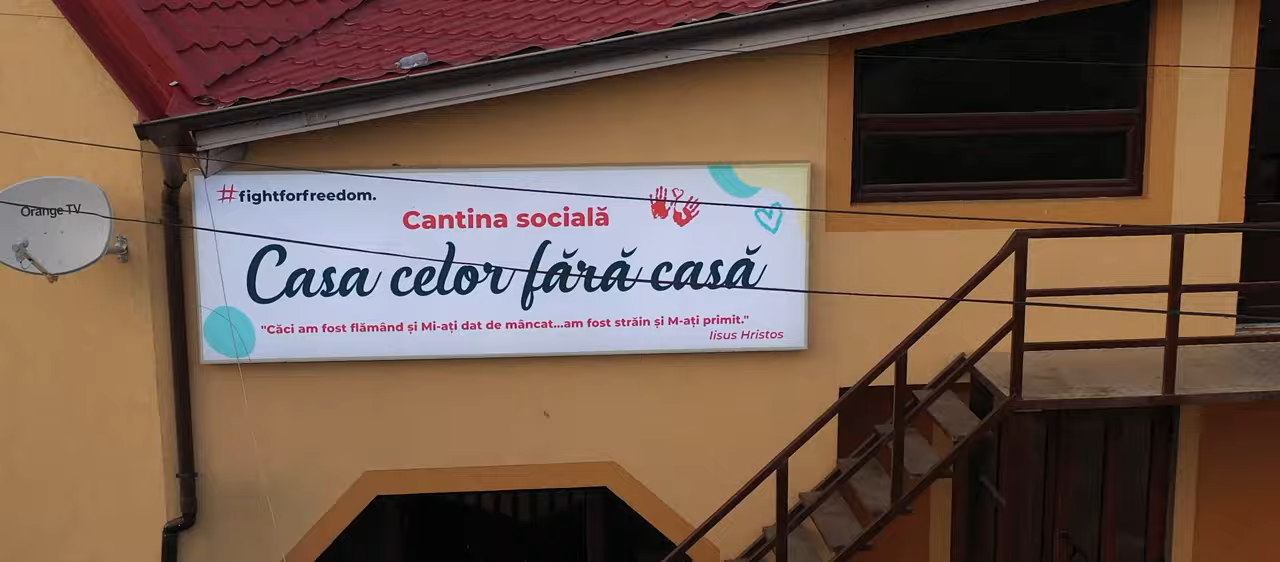 Orange TV
#fightforfreedom.
Cantina socială
Casa celor fără casă
"Căci am fost flămând și Mi-ați dat de mâncat...am fost străin și M-ați primit."
Iisus Hristos